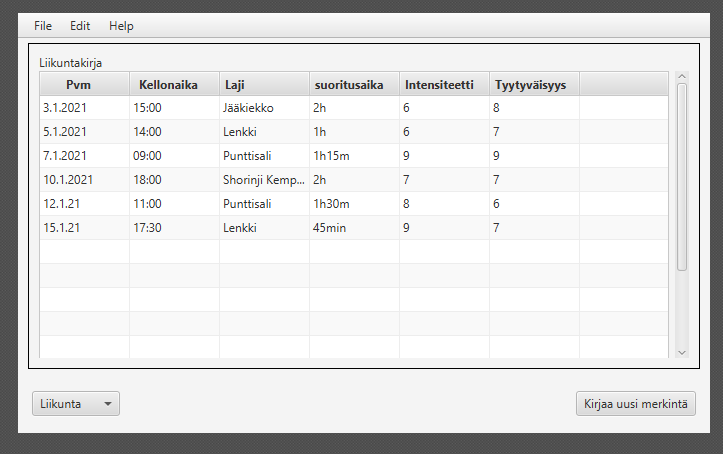 File Edit Help
Liikuntakirja
Pvm Kellonaika Laji suoritusaika Intensiteetti Tyytyväisyys
3.1.2021 15:00 Jääkiekko 2h 6 8
5.1.2021 14:00 Lenkki 1h 6 7
7.1.2021 09:00 Punttisali 1h15m 9 9
10.1.2021 18:00 Shorinji Kemp... 2h 7 7
12.1.21 11:00 Punttisali 1h30m 8 6
15.1.21 17:30 Lenkki 45min 9 7
Liikunta Kirjaa uusi merkintä